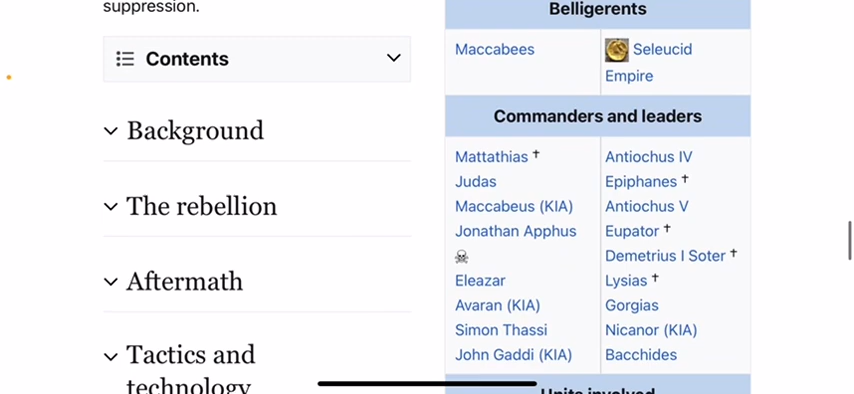 suppression.
Contents
Background
The rebellion
Aftermath
Tactics and
technology
Belligerents
Maccabees
Seleucid
Empire
Commanders and leaders
Mattathias †
Judas
Maccabeus (KIA)
Jonathan Apphus
☠
Eleazar
Avaran (KIA)
Simon Thassi
John Gaddi (KIA)
Antiochus IV
Epiphanes †
Antiochus V
Eupator †
Demetrius I Soter †
Lysias †
Gorgias
Nicanor (KIA)
Bacchides
Units involved